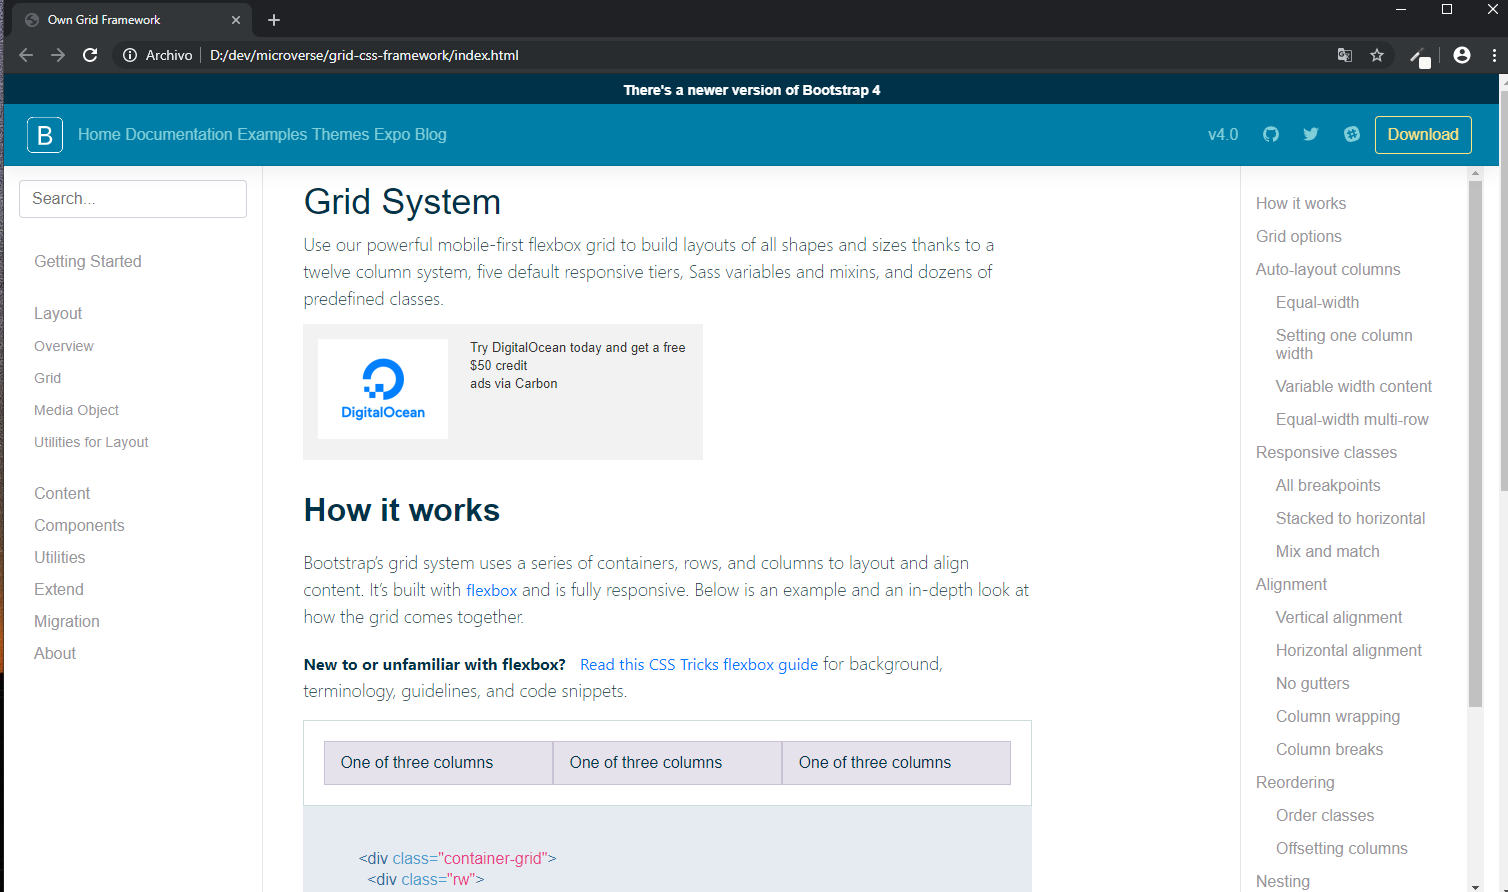 Own Grid Framework
Archivo D:/dev/microverse/grid-css-framework/index.html
There's a newer version of Bootstrap 4
B Home Documentation Examples Themes Expo Blog v4.0 Download
Search...
Getting Started
Layout
Overview
Grid
Media Object
Utilities for Layout
Content
Components
Utilities
Extend
Migration
About
Grid System
Use our powerful mobile-first flexbox grid to build layouts of all shapes and sizes thanks to a
twelve column system, five default responsive tiers, Sass variables and mixins, and dozens of
predefined classes.
DigitalOcean
Try DigitalOcean today and get a free
$50 credit
ads via Carbon
How it works
Bootstrap’s grid system uses a series of containers, rows, and columns to layout and align
content. It’s built with flexbox and is fully responsive. Below is an example and an in-depth look at
how the grid comes together.
New to or unfamiliar with flexbox? Read this CSS Tricks flexbox guide for background,
terminology, guidelines, and code snippets.
One of three columns One of three columns One of three columns
<div class="container-grid">
<div class="rw">
How it works
Grid options
Auto-layout columns
Equal-width
Setting one column
width
Variable width content
Equal-width multi-row
Responsive classes
All breakpoints
Stacked to horizontal
Mix and match
Alignment
Vertical alignment
Horizontal alignment
No gutters
Column wrapping
Column breaks
Reordering
Order classes
Offsetting columns
Nesting